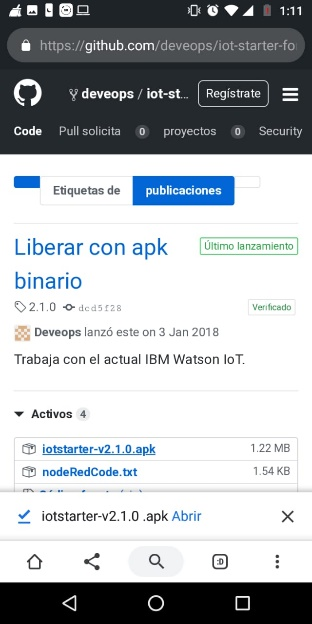 1:11
https://github.com/deveops/iot-starter-fo
deveops / iot-st... Regístrate
Code Pull solicita 0 proyectos 0 Security
Etiquetas de publicaciones
Liberar con apk binario Último lanzamiento
2.1.0 dcd5f28 Verificado
Deveops lanzó este on 3 Jan 2018
Trabaja con el actual IBM Watson IoT.
Activos 4
iotstarter-v2.1.0.apk 1.22 MB
nodeRedCode.txt 1.54 KB
iotstarter-v2.1.0 .apk Abrir
:D